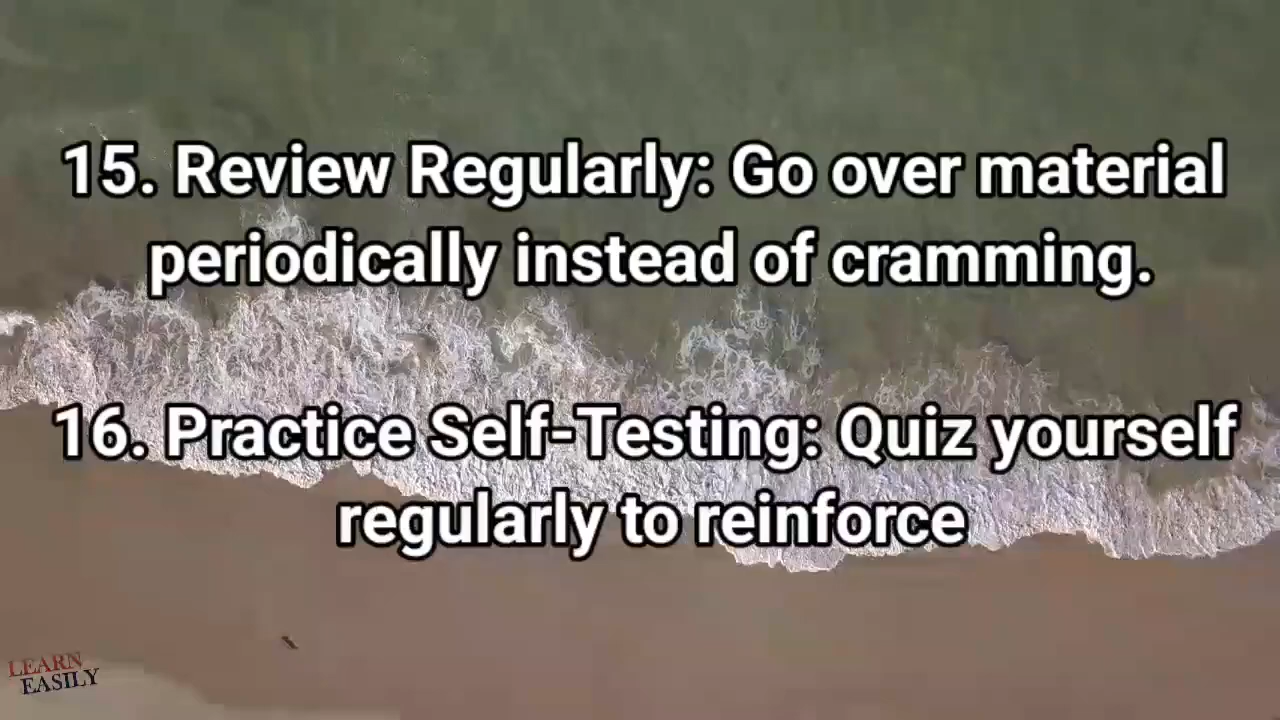 15. Review Regularly: Go over material
periodically instead of cramming.
16. Practice Self-Testing: Quiz yourself
regularly to reinforce
LEARN
EASILY